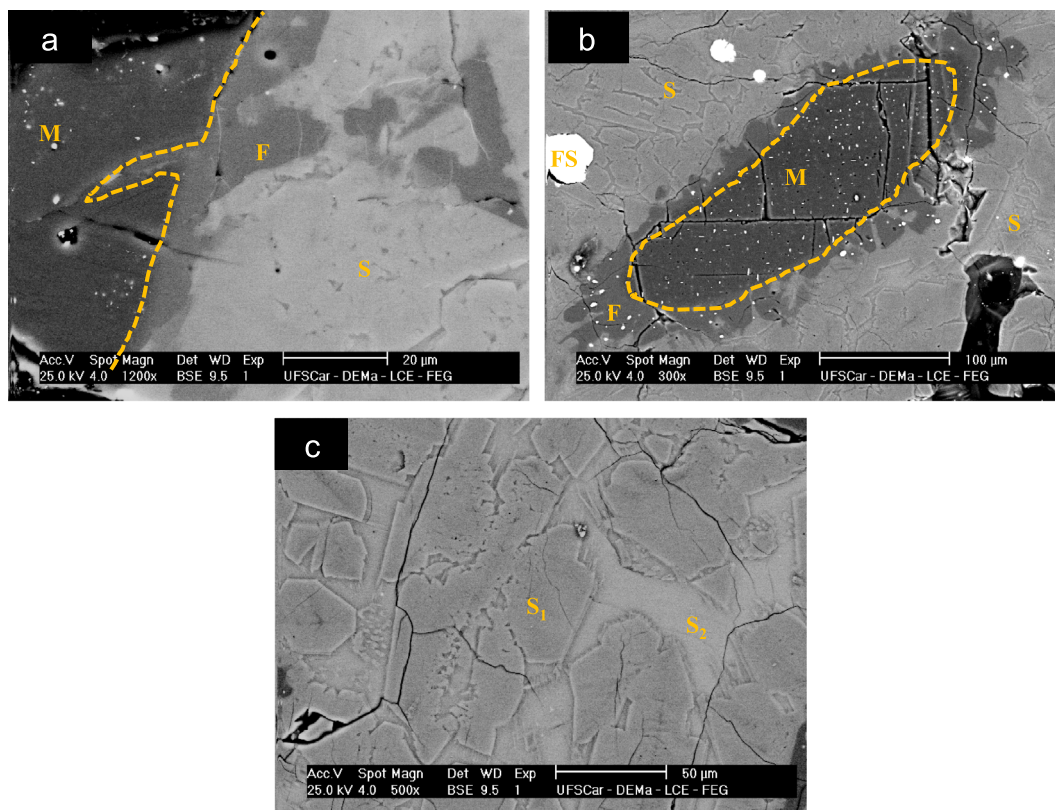 a
M
F
S
Acc.V Spot Magn Det WD Exp 20 µm
25.0 kV 4.0 1200x BSE 9.5 1 UFSCar - DEMa - LCE - FEG
b
S
FS
M
S
F
Acc.V Spot Magn Det WD Exp 100 µm
25.0 kV 4.0 300x BSE 9.5 1 UFSCar - DEMa - LCE - FEG
c
S₁
S₂
Acc.V Spot Magn Det WD Exp 50 µm
25.0 kV 4.0 500x BSE 9.5 1 UFSCar - DEMa - LCE - FEG